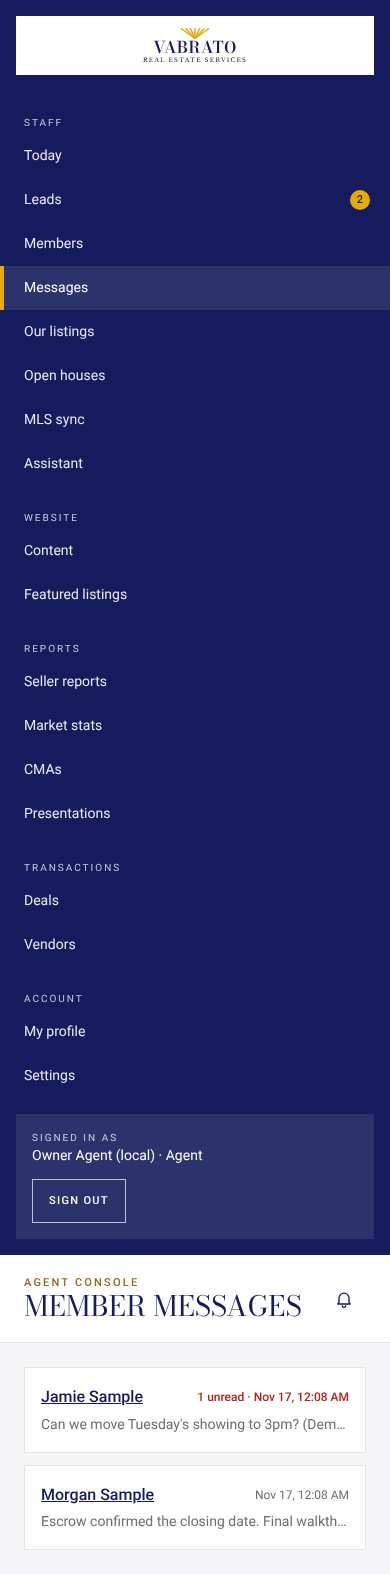 VABRATO
REAL ESTATE SERVICES
STAFF
Today
Leads 2
Members
Messages
Our listings
Open houses
MLS sync
Assistant
WEBSITE
Content
Featured listings
REPORTS
Seller reports
Market stats
CMAs
Presentations
TRANSACTIONS
Deals
Vendors
ACCOUNT
My profile
Settings
SIGNED IN AS
Owner Agent (local) · Agent
SIGN OUT
AGENT CONSOLE
MEMBER MESSAGES
Jamie Sample 1 unread · Nov 17, 12:08 AM
Can we move Tuesday's showing to 3pm? (Dem...
Morgan Sample Nov 17, 12:08 AM
Escrow confirmed the closing date. Final walkth...